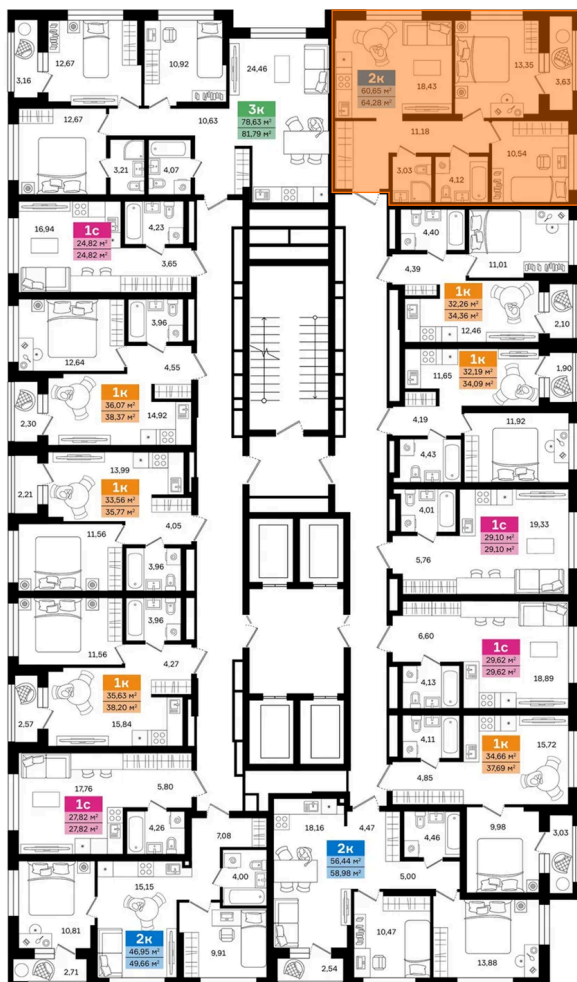 3,16
12,67
10,92
24,46
12,67
10,63
3к
78,63 м²
81,79 м²
3,21
4,07
2к
60,65 м²
64,28 м²
18,43
13,35
3,63
11,18
3,03
4,12
10,54
16,94
1с
24,82 м²
24,82 м²
4,23
3,65
4,40
11,01
4,39
1к
32,26 м²
34,36 м²
12,46
2,10
12,64
3,96
4,55
1к
36,07 м²
38,37 м²
14,92
2,30
11,65
1к
32,19 м²
34,09 м²
1,90
4,19
11,92
4,43
13,99
2,21
1к
33,56 м²
35,77 м²
4,05
11,56
3,96
4,01
1с
29,10 м²
29,10 м²
19,33
5,76
3,96
11,56
4,27
1к
35,63 м²
38,20 м²
2,57
15,84
6,60
1с
29,62 м²
29,62 м²
4,13
18,89
4,11
1к
34,66 м²
37,69 м²
15,72
4,85
17,76
5,80
1с
27,82 м²
27,82 м²
4,26
7,08
18,16
4,47
2к
56,44 м²
58,98 м²
4,46
9,98
3,03
5,00
15,15
4,00
10,81
2к
46,95 м²
49,66 м²
2,71
9,91
2,54
10,47
13,88